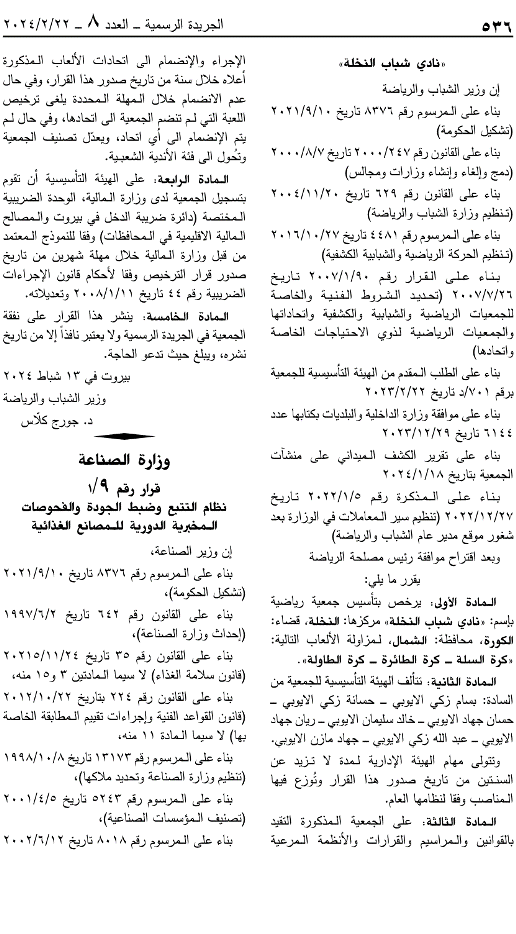 ٥٣٦
الجريدة الرسمية ــ العدد ٨ ــ ٢٠٢٤/٢/٢٢
«نادي شباب النخلة»
إن وزير الشباب والرياضة
بناء على المرسوم رقم ٨٣٧٦ تاريخ ٢٠٢١/٩/١٠
(تشكيل الحكومة)
بناء على القانون رقم ٢٠٠٠/٢٤٧ تاريخ ٢٠٠٠/٨/٧
(دمج وإلغاء وإنشاء وزارات ومجالس)
بناء على القانون رقم ٦٢٩ تاريخ ٢٠٠٤/١١/٢٠
(تنظيم وزارة الشباب والرياضة)
بناء على المرسوم رقم ٤٤٨١ تاريخ ٢٠١٦/١٠/٢٧
(تنظيم الحركة الرياضية والشبابية الكشفية)
بناء على القرار رقم ٢٠٠٧/١/٩٠ تاريخ
٢٠٠٧/٧/٢٦ (تحديد الشروط الفنية والخاصة
للجمعيات الرياضية والشبابية والكشفية واتحاداتها
والجمعيات الرياضية لذوي الاحتياجات الخاصة
واتحادها)
بناء على الطلب المقدم من الهيئة التأسيسية للجمعية
برقم ٧٠١/د تاريخ ٢٠٢٣/٢/٢٢
بناء على موافقة وزارة الداخلية والبلديات بكتابها عدد
٦١٤٤ تاريخ ٢٠٢٣/١٢/٢٩
بناء على تقرير الكشف الميداني على منشآت
الجمعية بتاريخ ٢٠٢٤/١/١٨
بناء على المذكرة رقم ٢٠٢٢/١/٥ تاريخ
٢٠٢٢/١٢/٢٧ (تنظيم سير المعاملات في الوزارة بعد
شغور موقع مدير عام الشباب والرياضة)
وبعد اقتراح موافقة رئيس مصلحة الرياضة
يقرر ما يلي:
المادة الأولى: يرخص بتأسيس جمعية رياضية
بإسم: «نادي شباب النخلة» مركزها: النخلة، قضاء:
الكورة، محافظة: الشمال، لمزاولة الألعاب التالية:
«كرة السلة ــ كرة الطائرة ــ كرة الطاولة».
المادة الثانية: تتألف الهيئة التأسيسية للجمعية من
السادة: بسام زكي الايوبي ــ حسانة زكي الايوبي ــ
حسان جهاد الايوبي ــ خالد سليمان الايوبي ــ ريان جهاد
الايوبي ــ عبد الله زكي الايوبي ــ جهاد مازن الايوبي.
وتتولى مهام الهيئة الإدارية لمدة لا تزيد عن
السنتين من تاريخ صدور هذا القرار وتُوزع فيها
المناصب وفقا لنظامها العام.
المادة الثالثة: على الجمعية المذكورة التقيد
بالقوانين والمراسيم والقرارات والأنظمة المرعية
الإجراء والإنضمام الى اتحادات الألعاب المذكورة
أعلاه خلال سنة من تاريخ صدور هذا القرار، وفي حال
عدم الانضمام خلال المهلة المحددة يلغى ترخيص
اللعبة التي لم تنضم الجمعية الى اتحادها، وفي حال لم
يتم الإنضمام الى أي اتحاد، ويعدّل تصنيف الجمعية
وتحُول الى فئة الأندية الشعبية.
المادة الرابعة: على الهيئة التأسيسية أن تقوم
بتسجيل الجمعية لدى وزارة المالية، الوحدة الضريبية
المختصة (دائرة ضريبة الدخل في بيروت والمصالح
المالية الاقليمية في المحافظات) وفقا للنموذج المعتمد
من قبل وزارة المالية خلال مهلة شهرين من تاريخ
صدور قرار الترخيص وفقا لأحكام قانون الإجراءات
الضريبية رقم ٤٤ تاريخ ٢٠٠٨/١/١١ وتعديلاته.
المادة الخامسة: ينشر هذا القرار على نفقة
الجمعية في الجريدة الرسمية ولا يعتبر نافذاً إلا من تاريخ
نشره، ويبلغ حيث تدعو الحاجة.
بيروت في ١٣ شباط ٢٠٢٤
وزير الشباب والرياضة
د. جورج كلّاس
وزارة الصناعة
قرار رقم ١/٩
نظام التتبع وضبط الجودة والفحوصات
المخبرية الدورية للمصانع الغذائية
إن وزير الصناعة،
بناء على المرسوم رقم ٨٣٧٦ تاريخ ٢٠٢١/٩/١٠
(تشكيل الحكومة)،
بناء على القانون رقم ٦٤٢ تاريخ ١٩٩٧/٦/٢
(إحداث وزارة الصناعة)،
بناء على القانون رقم ٣٥ تاريخ ٢٠٢١٥/١١/٢٤
(قانون سلامة الغذاء) لا سيما المادتين ٣ و١٥ منه،
بناء على القانون رقم ٢٢٤ بتاريخ ٢٠١٢/١٠/٢٢
(قانون القواعد الفنية وإجراءات تقييم المطابقة الخاصة
بها) لا سيما المادة ١١ منه،
بناء على المرسوم رقم ١٣١٧٣ تاريخ ١٩٩٨/١٠/٨
(تنظيم وزارة الصناعة وتحديد ملاكها)،
بناء على المرسوم رقم ٥٢٤٣ تاريخ ٢٠٠١/٤/٥
(تصنيف المؤسسات الصناعية)،
بناء على المرسوم رقم ٨٠١٨ تاريخ ٢٠٠٢/٦/١٢